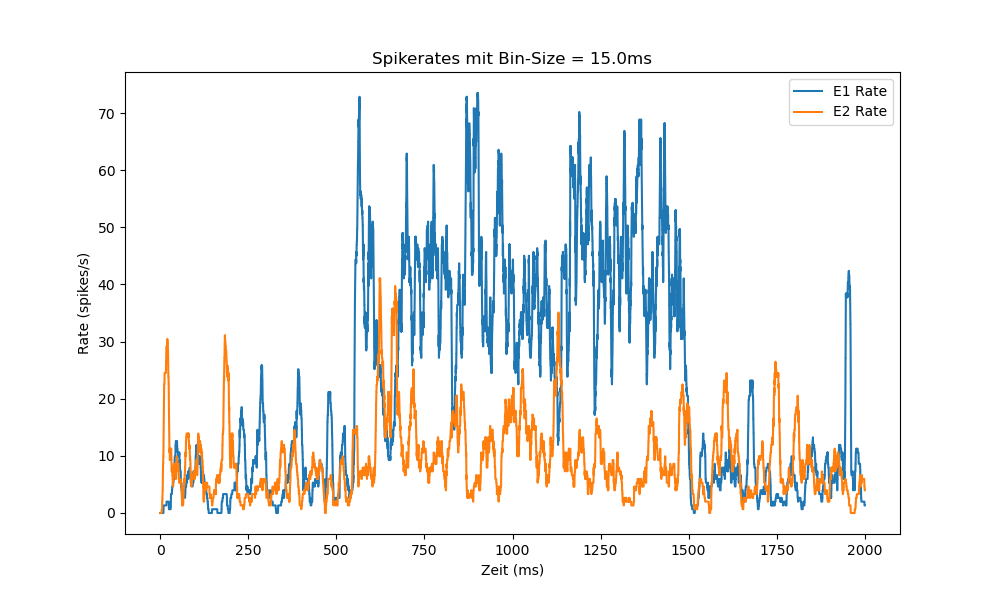 Spikerates mit Bin-Size = 15.0ms
E1 Rate
E2 Rate
70
60
50
40
30
20
10
0
Rate (spikes/s)
0 250 500 750 1000 1250 1500 1750 2000
Zeit (ms)